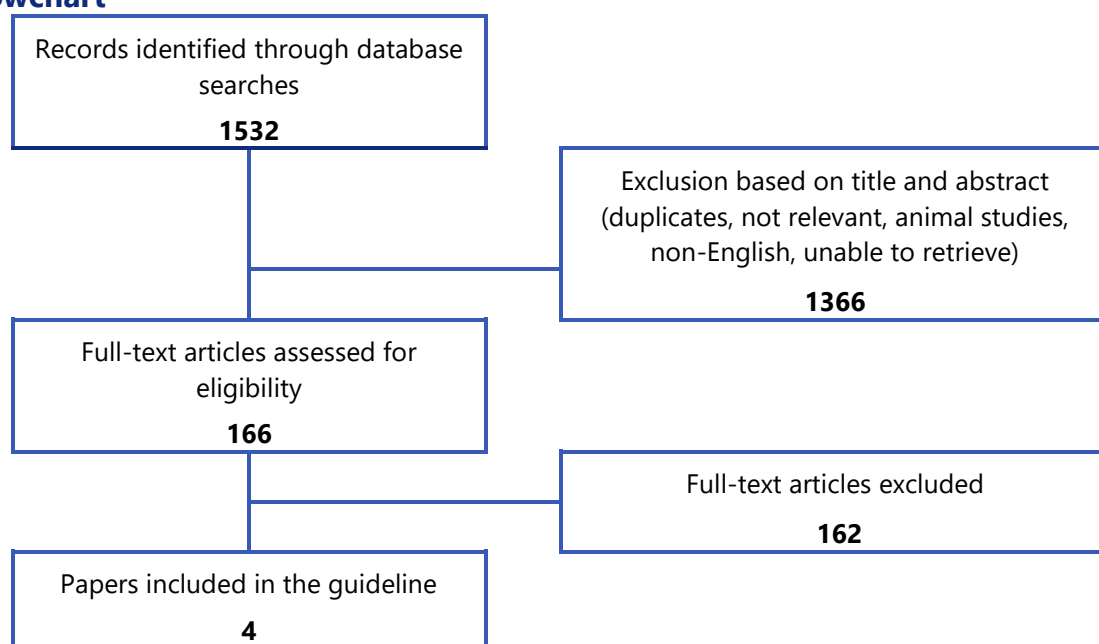 owchart
Records identified through database
searches
1532
Exclusion based on title and abstract
(duplicates, not relevant, animal studies,
non-English, unable to retrieve)
1366
Full-text articles assessed for
eligibility
166
Full-text articles excluded
162
Papers included in the guideline
4